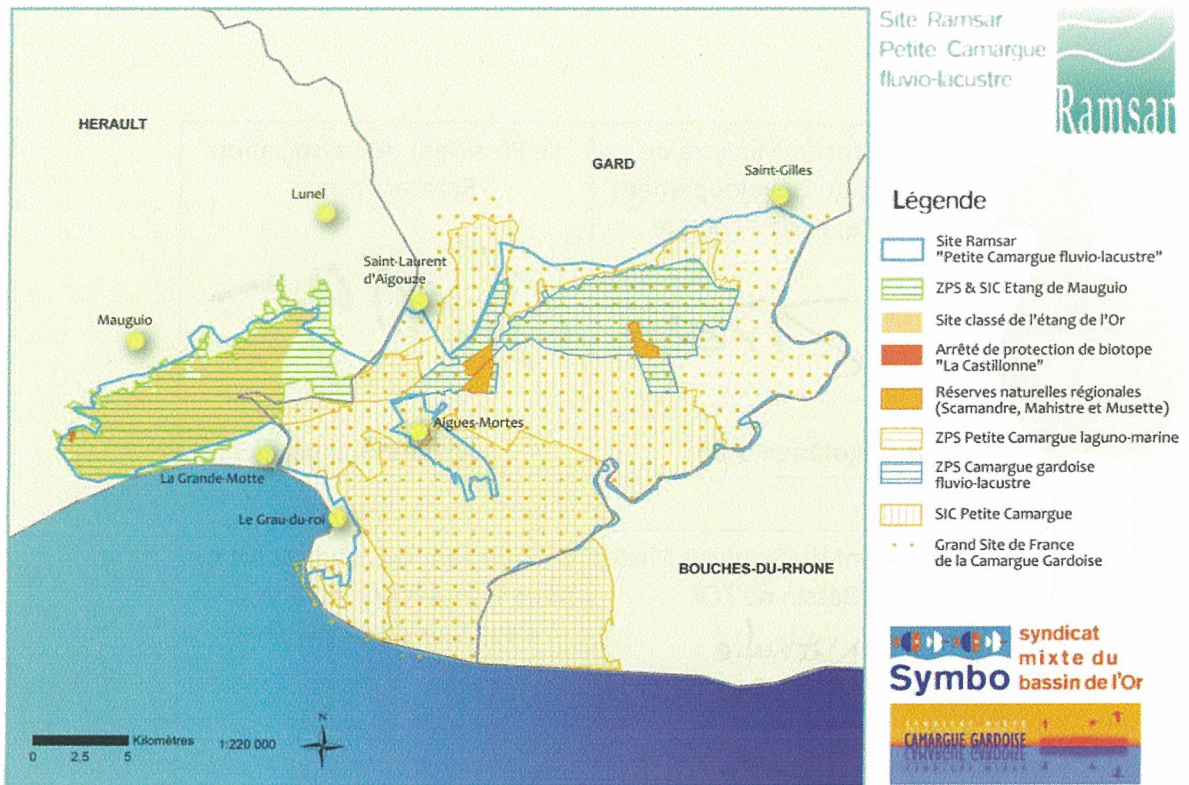 Site Ramsar
Petite Camargue
fluvio-lacustre
Ramsar
HERAULT
GARD
Saint-Gilles
Lunel
Saint-Laurent
d'Aigouze
Mauguio
Aigues-Mortes
La Grande-Motte
Le Grau-du-roi
BOUCHES-DU-RHONE
N
Kilomètres
0 2.5 5
1:220 000
Légende
Site Ramsar
"Petite Camargue fluvio-lacustre"
ZPS & SIC Etang de Mauguio
Site classé de l'étang de l'Or
Arrêté de protection de biotope
"La Castillonne"
Réserves naturelles régionales
(Scamandre, Mahistre et Musette)
ZPS Petite Camargue laguno-marine
ZPS Camargue gardoise
fluvio-lacustre
SIC Petite Camargue
Grand Site de France
de la Camargue Gardoise
Symbo
syndicat
mixte du
bassin de l'Or
SYNDICAT MIXTE
CAMARGUE GARDOISE